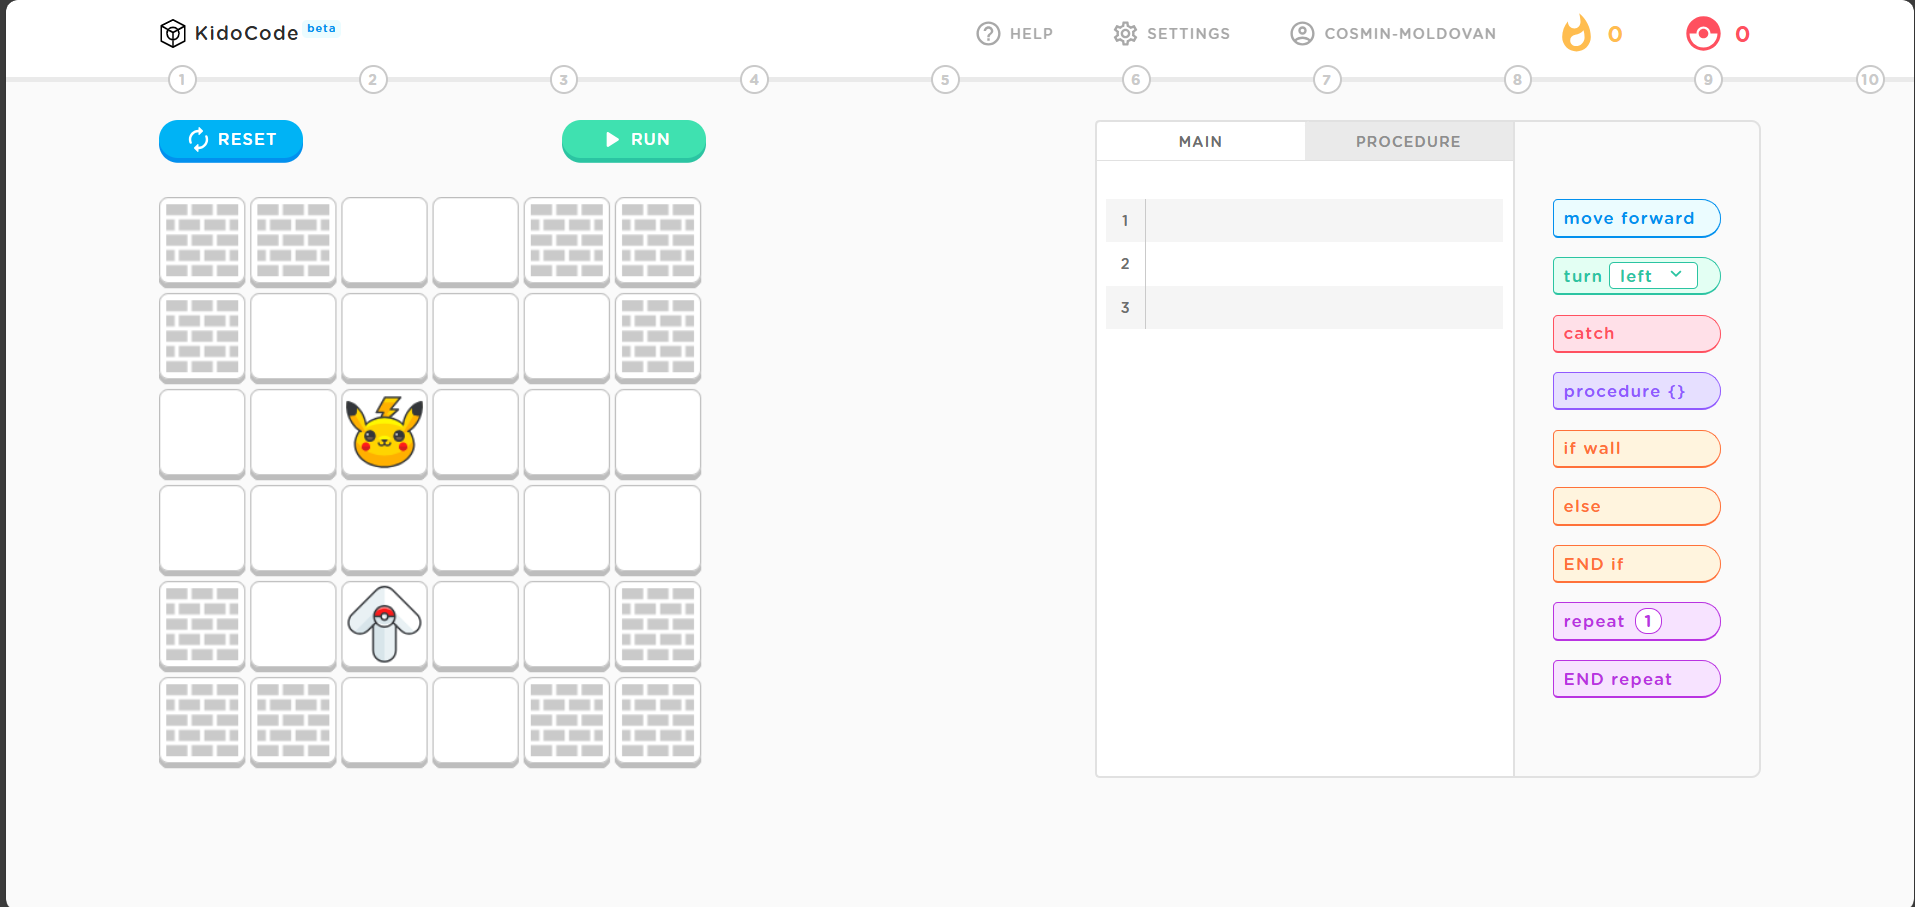 KidoCode beta
HELP
SETTINGS
COSMIN-MOLDOVAN
0
0
1 2 3 4 5 6 7 8 9 10
RESET
RUN
MAIN
PROCEDURE
1
2
3
move forward
turn left
catch
procedure {}
if wall
else
END if
repeat 1
END repeat